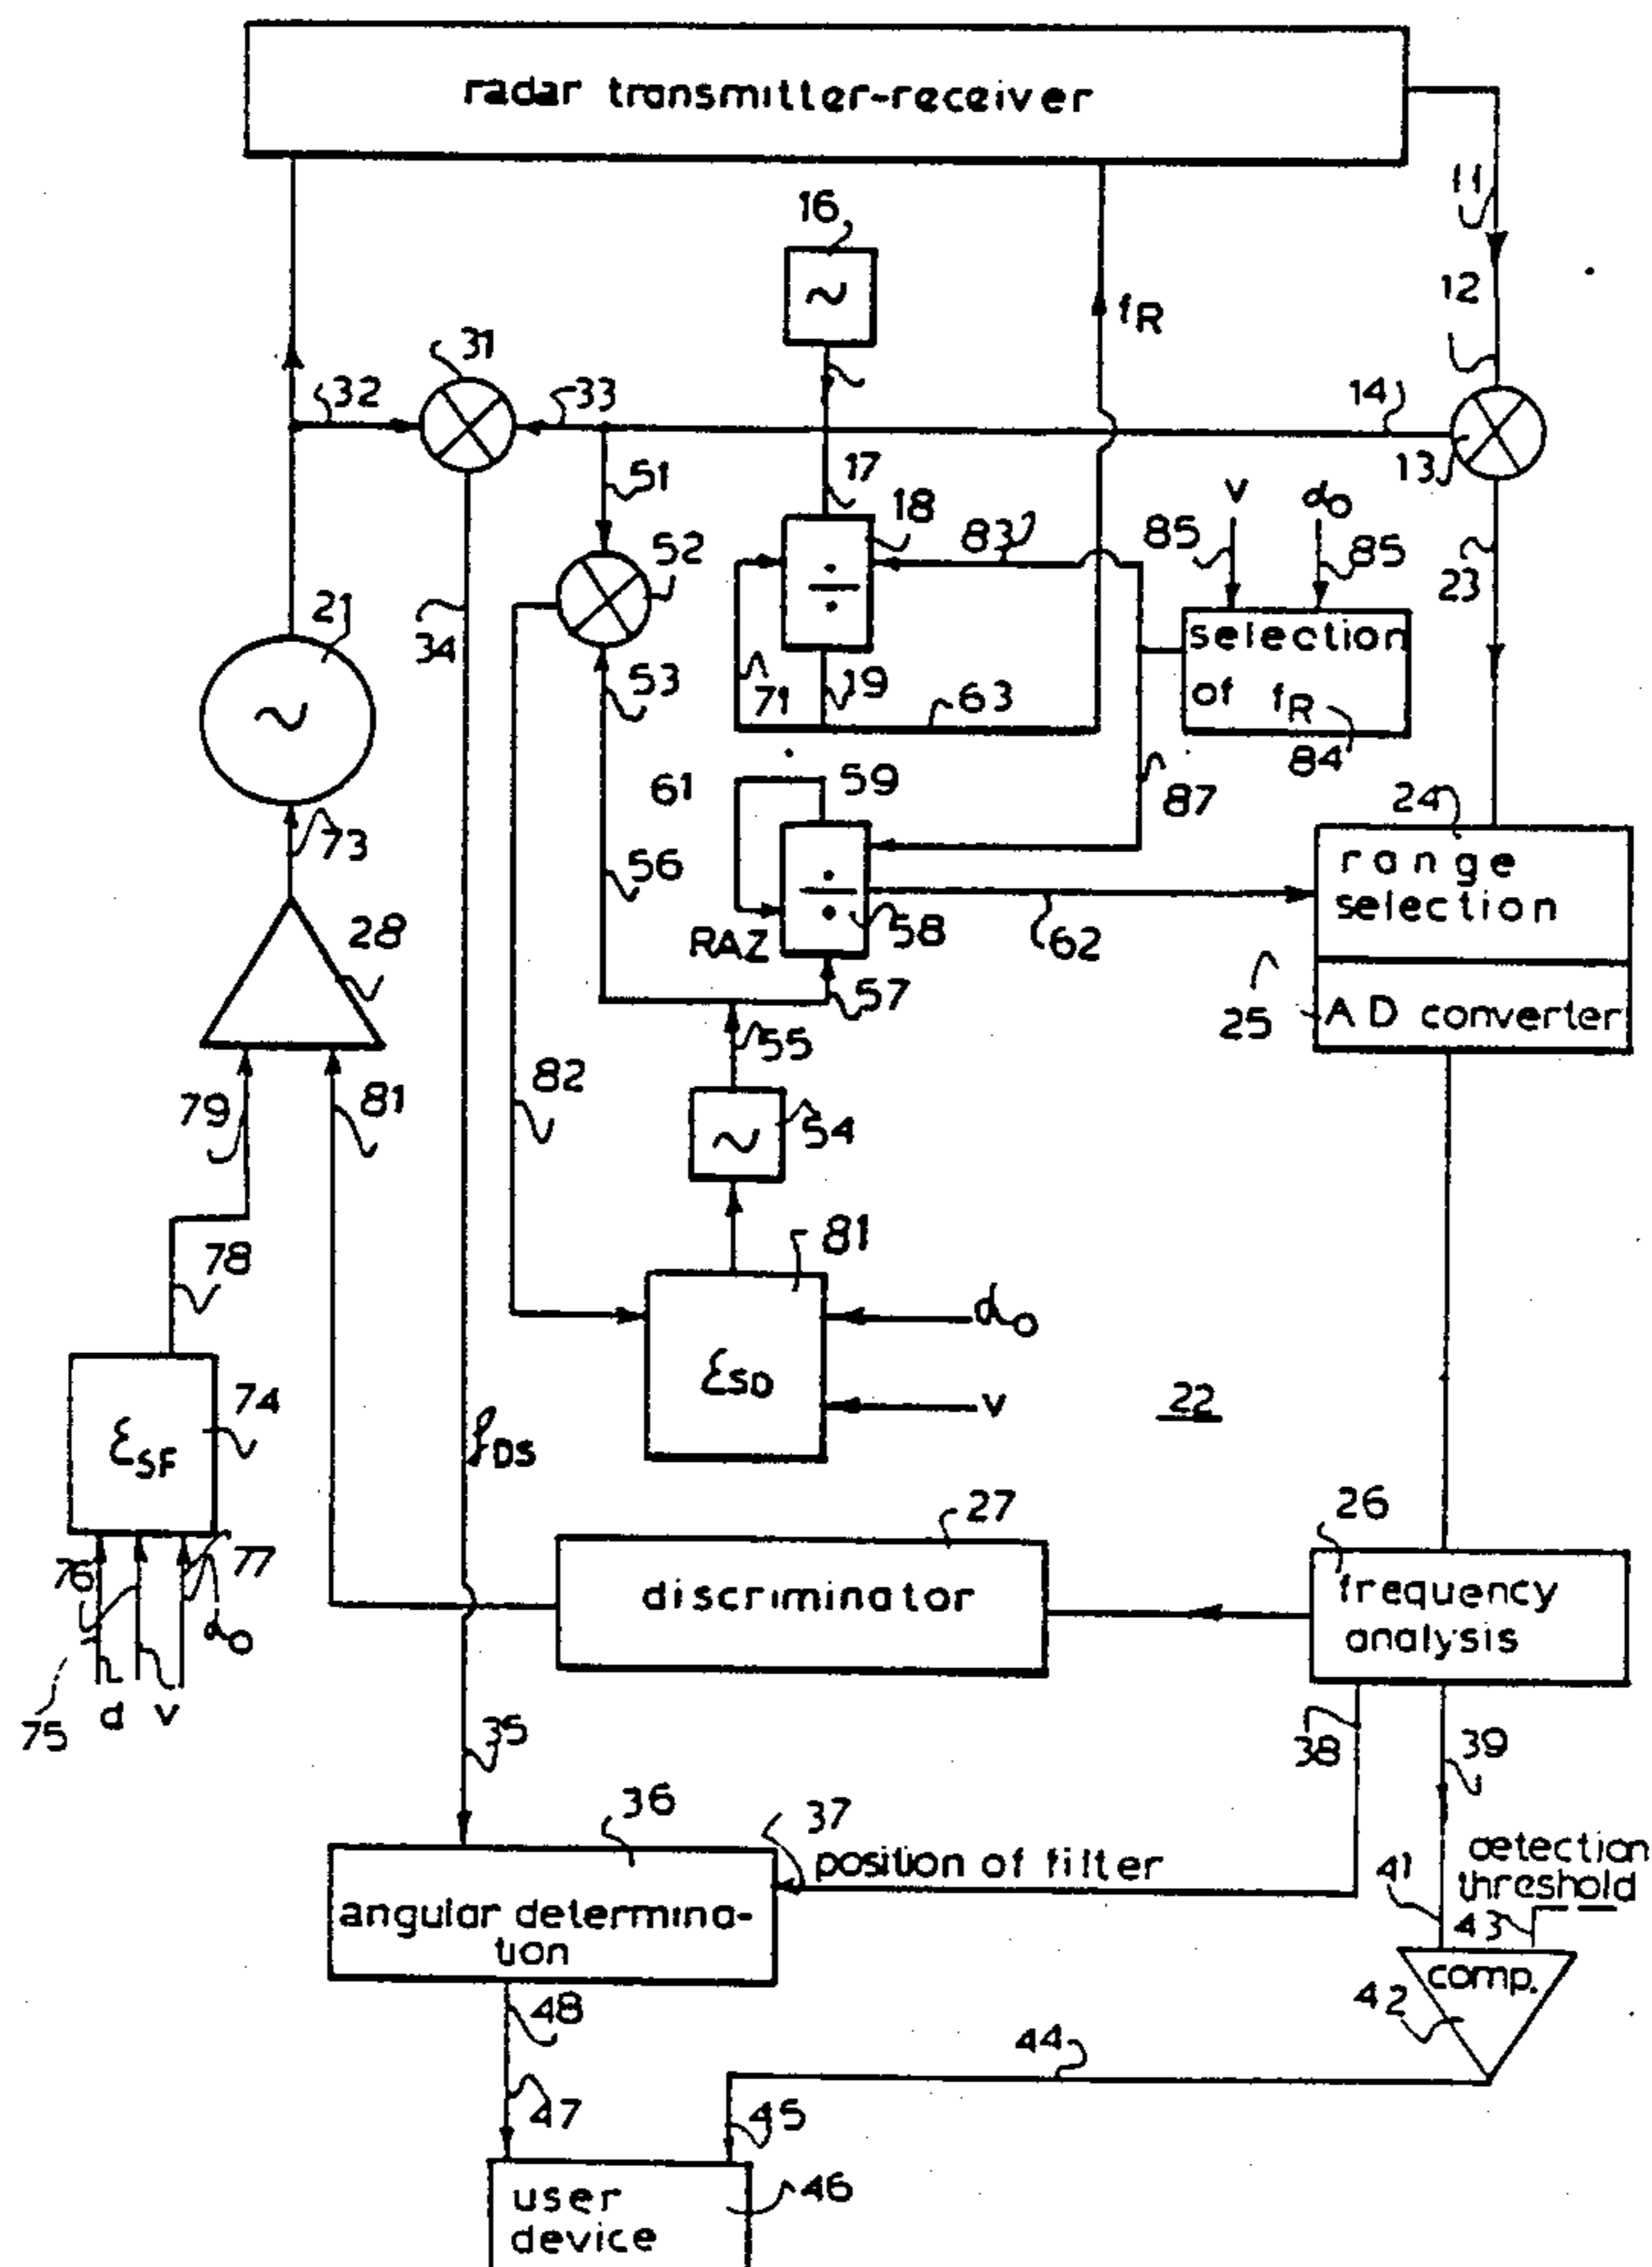 radar transmitter-receiver
16
11
12
fR
31
32
33
14
13
51
17
18
83
v
do
85
85
52
23
21
34
53
71
19
63
selection
of fR
84
61
59
87
24
73
56
range
selection
28
RAZ
58
62
57
25
AD converter
55
79
81
82
54
78
81
do
εSD
v
74
εSF
22
fDS
27
26
76
77
discriminator
frequency
analysis
do
75
d
v
35
38
39
36
37
position of filter
41
detection
threshold
43
angular determina-
tion
comp.
42
48
44
47
45
user
device
46